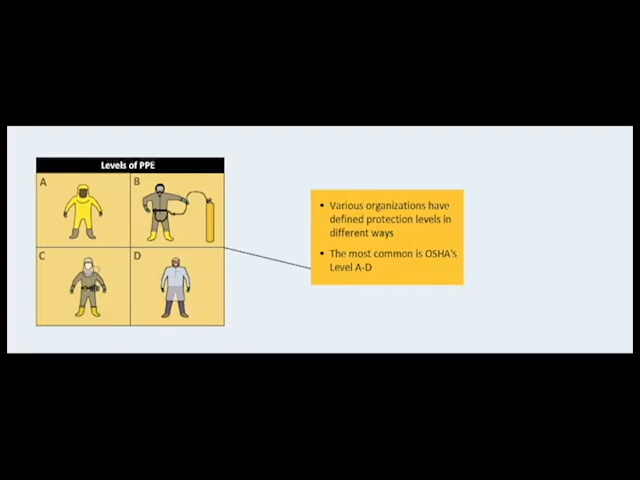 Levels of PPE
A
B
C
D
• Various organizations have
defined protection levels in
different ways
• The most common is OSHA's
Level A-D